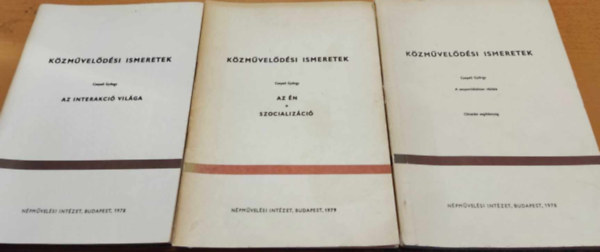 KÖZMŰVELŐDÉSI ISMERETEK
Csepeli György
AZ INTERAKCIÓ VILÁGA
NÉPMŰVELÉSI INTÉZET, BUDAPEST, 1978
KÖZMŰVELŐDÉSI ISMERETEK
Csepeli György
AZ ÉN
•
SZOCIALIZÁCIÓ
NÉPMŰVELÉSI INTÉZET, BUDAPEST, 1979
KÖZMŰVELŐDÉSI ISMERETEK
Csepeli György
A csoportlélektan
NÉPMŰVELÉSI INTÉZET, BUDAPEST, 1978